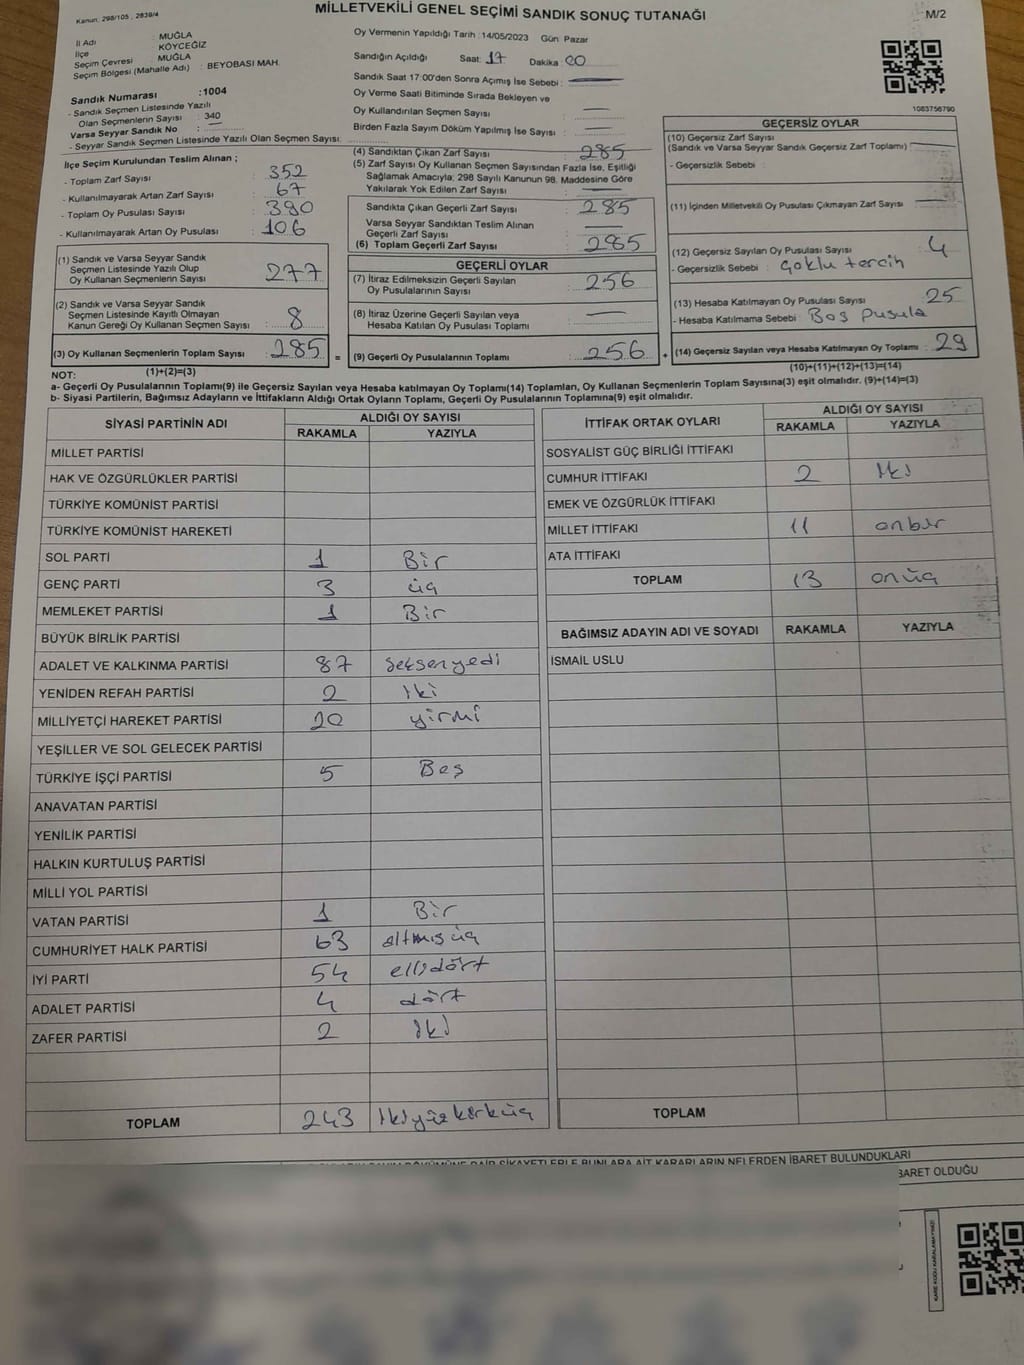 Kanun: 298/105 , 2839/4
MİLLETVEKİLİ GENEL SEÇİMİ SANDIK SONUÇ TUTANAĞI
M/2
İl Adı : MUĞLA
İlçe : KÖYCEĞİZ
Seçim Çevresi : MUĞLA
Seçim Bölgesi (Mahalle Adı) : BEYOBASI MAH.
Sandık Numarası :1004
- Sandık Seçmen Listesinde Yazılı
Olan Seçmenlerin Sayısı : 340
Varsa Seyyar Sandık No :
- Seyyar Sandık Seçmen Listesinde Yazılı Olan Seçmen Sayısı:
İlçe Seçim Kurulundan Teslim Alınan ;
- Toplam Zarf Sayısı : 352
- Kullanılmayarak Artan Zarf Sayısı : 67
- Toplam Oy Pusulası Sayısı : 390
- Kullanılmayarak Artan Oy Pusulası : 106
(1) Sandık ve Varsa Seyyar Sandık
Seçmen Listesinde Yazılı Olup
Oy Kullanan Seçmenlerin Sayısı : 277
(2) Sandık ve Varsa Seyyar Sandık
Seçmen Listesinde Kayıtlı Olmayan
Kanun Gereği Oy Kullanan Seçmen Sayısı : 8
(3) Oy Kullanan Seçmenlerin Toplam Sayısı : 285 =
(1)+(2)=(3)
Oy Vermenin Yapıldığı Tarih :14/05/2023 Gün Pazar
Sandığın Açıldığı Saat: 17 Dakika : 00
Sandık Saat 17:00'den Sonra Açımış İse Sebebi :
Oy Verme Saati Bitiminde Sırada Bekleyen ve
Oy Kullandırılan Seçmen Sayısı :
Birden Fazla Sayım Döküm Yapılmış İse Sayısı :
(4) Sandıktan Çıkan Zarf Sayısı : 285
(5) Zarf Sayısı Oy Kullanan Seçmen Sayısından Fazla İse, Eşitliği
Sağlamak Amacıyla; 298 Sayılı Kanunun 98. Maddesine Göre
Yakılarak Yok Edilen Zarf Sayısı :
Sandıkta Çıkan Geçerli Zarf Sayısı : 285
Varsa Seyyar Sandıktan Teslim Alınan
Geçerli Zarf Sayısı :
(6) Toplam Geçerli Zarf Sayısı : 285
GEÇERLİ OYLAR
(7) İtiraz Edilmeksizin Geçerli Sayılan
Oy Pusulalarının Sayısı : 256
(8) İtiraz Üzerine Geçerli Sayılan veya
Hesaba Katılan Oy Pusulası Toplamı :
(9) Geçerli Oy Pusulalarının Toplamı : 256 +
1083756790
GEÇERSİZ OYLAR
(10) Geçersiz Zarf Sayısı
(Sandık ve Varsa Seyyar Sandık Geçersiz Zarf Toplamı) :
- Geçersizlik Sebebi :
(11) İçinden Milletvekili Oy Pusulası Çıkmayan Zarf Sayısı :
(12) Geçersiz Sayılan Oy Pusulası Sayısı : 4
- Geçersizlik Sebebi : Çoklu tercih
(13) Hesaba Katılmayan Oy Pusulası Sayısı : 25
- Hesaba Katılmama Sebebi : Boş pusula
(14) Geçersiz Sayılan veya Hesaba Katılmayan Oy Toplamı : 29
(10)+(11)+(12)+(13)=(14)
NOT:
a- Geçerli Oy Pusulalarının Toplamı(9) ile Geçersiz Sayılan veya Hesaba katılmayan Oy Toplamı(14) Toplamları, Oy Kullanan Seçmenlerin Toplam Sayısına(3) eşit olmalıdır. (9)+(14)=(3)
b- Siyasi Partilerin, Bağımsız Adayların ve İttifakların Aldığı Ortak Oyların Toplamı, Geçerli Oy Pusulalarının Toplamına(9) eşit olmalıdır.
SİYASİ PARTİNİN ADI ALDIĞI OY SAYISI
RAKAMLA YAZIYLA
MİLLET PARTİSİ
HAK VE ÖZGÜRLÜKLER PARTİSİ
TÜRKİYE KOMÜNİST PARTİSİ
TÜRKİYE KOMÜNİST HAREKETİ
SOL PARTİ 1 Bir
GENÇ PARTİ 3 üç
MEMLEKET PARTİSİ 1 Bir
BÜYÜK BİRLİK PARTİSİ
ADALET VE KALKINMA PARTİSİ 87 seksenyedi
YENİDEN REFAH PARTİSİ 2 iki
MİLLİYETÇİ HAREKET PARTİSİ 20 yirmi
YEŞİLLER VE SOL GELECEK PARTİSİ
TÜRKİYE İŞÇİ PARTİSİ 5 Beş
ANAVATAN PARTİSİ
YENİLİK PARTİSİ
HALKIN KURTULUŞ PARTİSİ
MİLLİ YOL PARTİSİ
VATAN PARTİSİ 1 Bir
CUMHURİYET HALK PARTİSİ 63 altmışüç
İYİ PARTİ 54 ellidört
ADALET PARTİSİ 4 dört
ZAFER PARTİSİ 2 iki
TOPLAM 243 ikiyüzkırküç
İTTİFAK ORTAK OYLARI ALDIĞI OY SAYISI
RAKAMLA YAZIYLA
SOSYALİST GÜÇ BİRLİĞİ İTTİFAKI
CUMHUR İTTİFAKI 2 iki
EMEK VE ÖZGÜRLÜK İTTİFAKI
MİLLET İTTİFAKI 11 onbir
ATA İTTİFAKI
TOPLAM 13 onüç
BAĞIMSIZ ADAYIN ADI VE SOYADI RAKAMLA YAZIYLA
İSMAİL USLU
TOPLAM
ŞİKAYETLERLE BUNLARA AİT KARARLARIN NELERDEN İBARET BULUNDUKLARI
BARET OLDUĞU